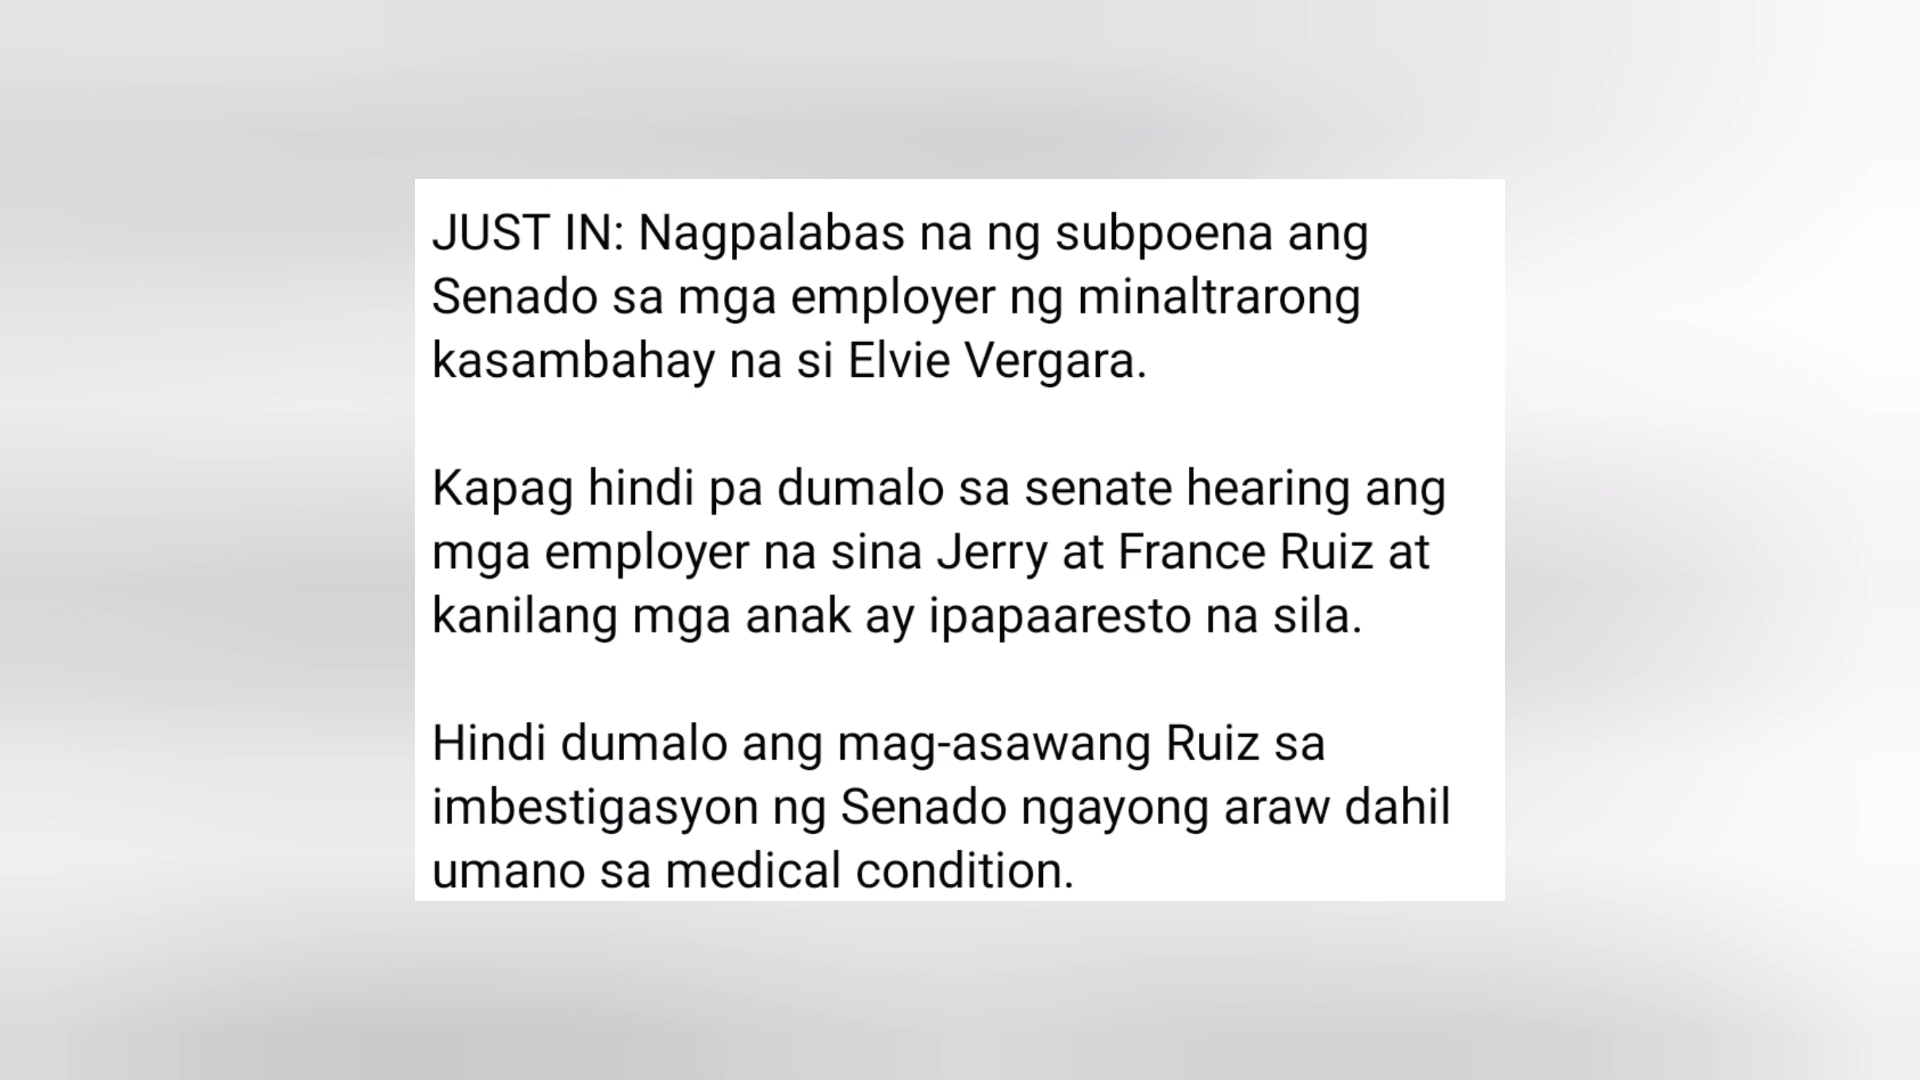 JUST IN: Nagpalabas na ng subpoena ang
Senado sa mga employer ng minaltrarong
kasambahay na si Elvie Vergara.
Kapag hindi pa dumalo sa senate hearing ang
mga employer na sina Jerry at France Ruiz at
kanilang mga anak ay ipapaaresto na sila.
Hindi dumalo ang mag-asawang Ruiz sa
imbestigasyon ng Senado ngayong araw dahil
umano sa medical condition.